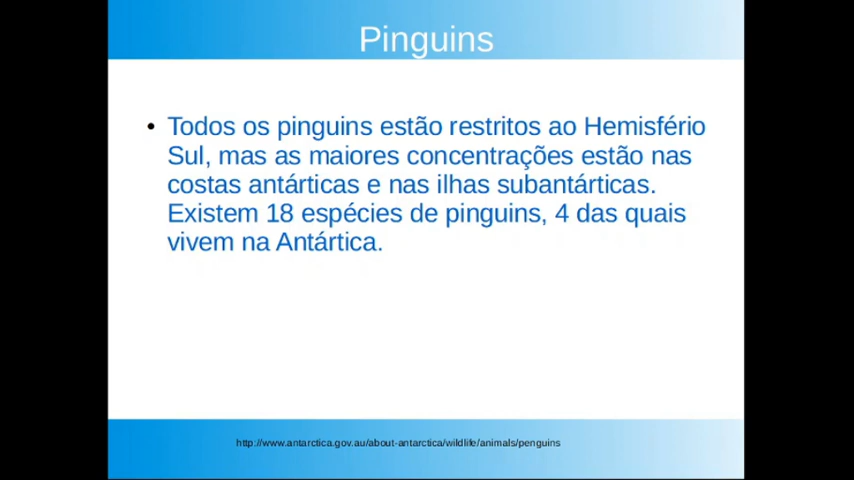 Pinguins
• Todos os pinguins estão restritos ao Hemisfério
Sul, mas as maiores concentrações estão nas
costas antárticas e nas ilhas subantárticas.
Existem 18 espécies de pinguins, 4 das quais
vivem na Antártica.
http://www.antarctica.gov.au/about-antarctica/wildlife/animals/penguins